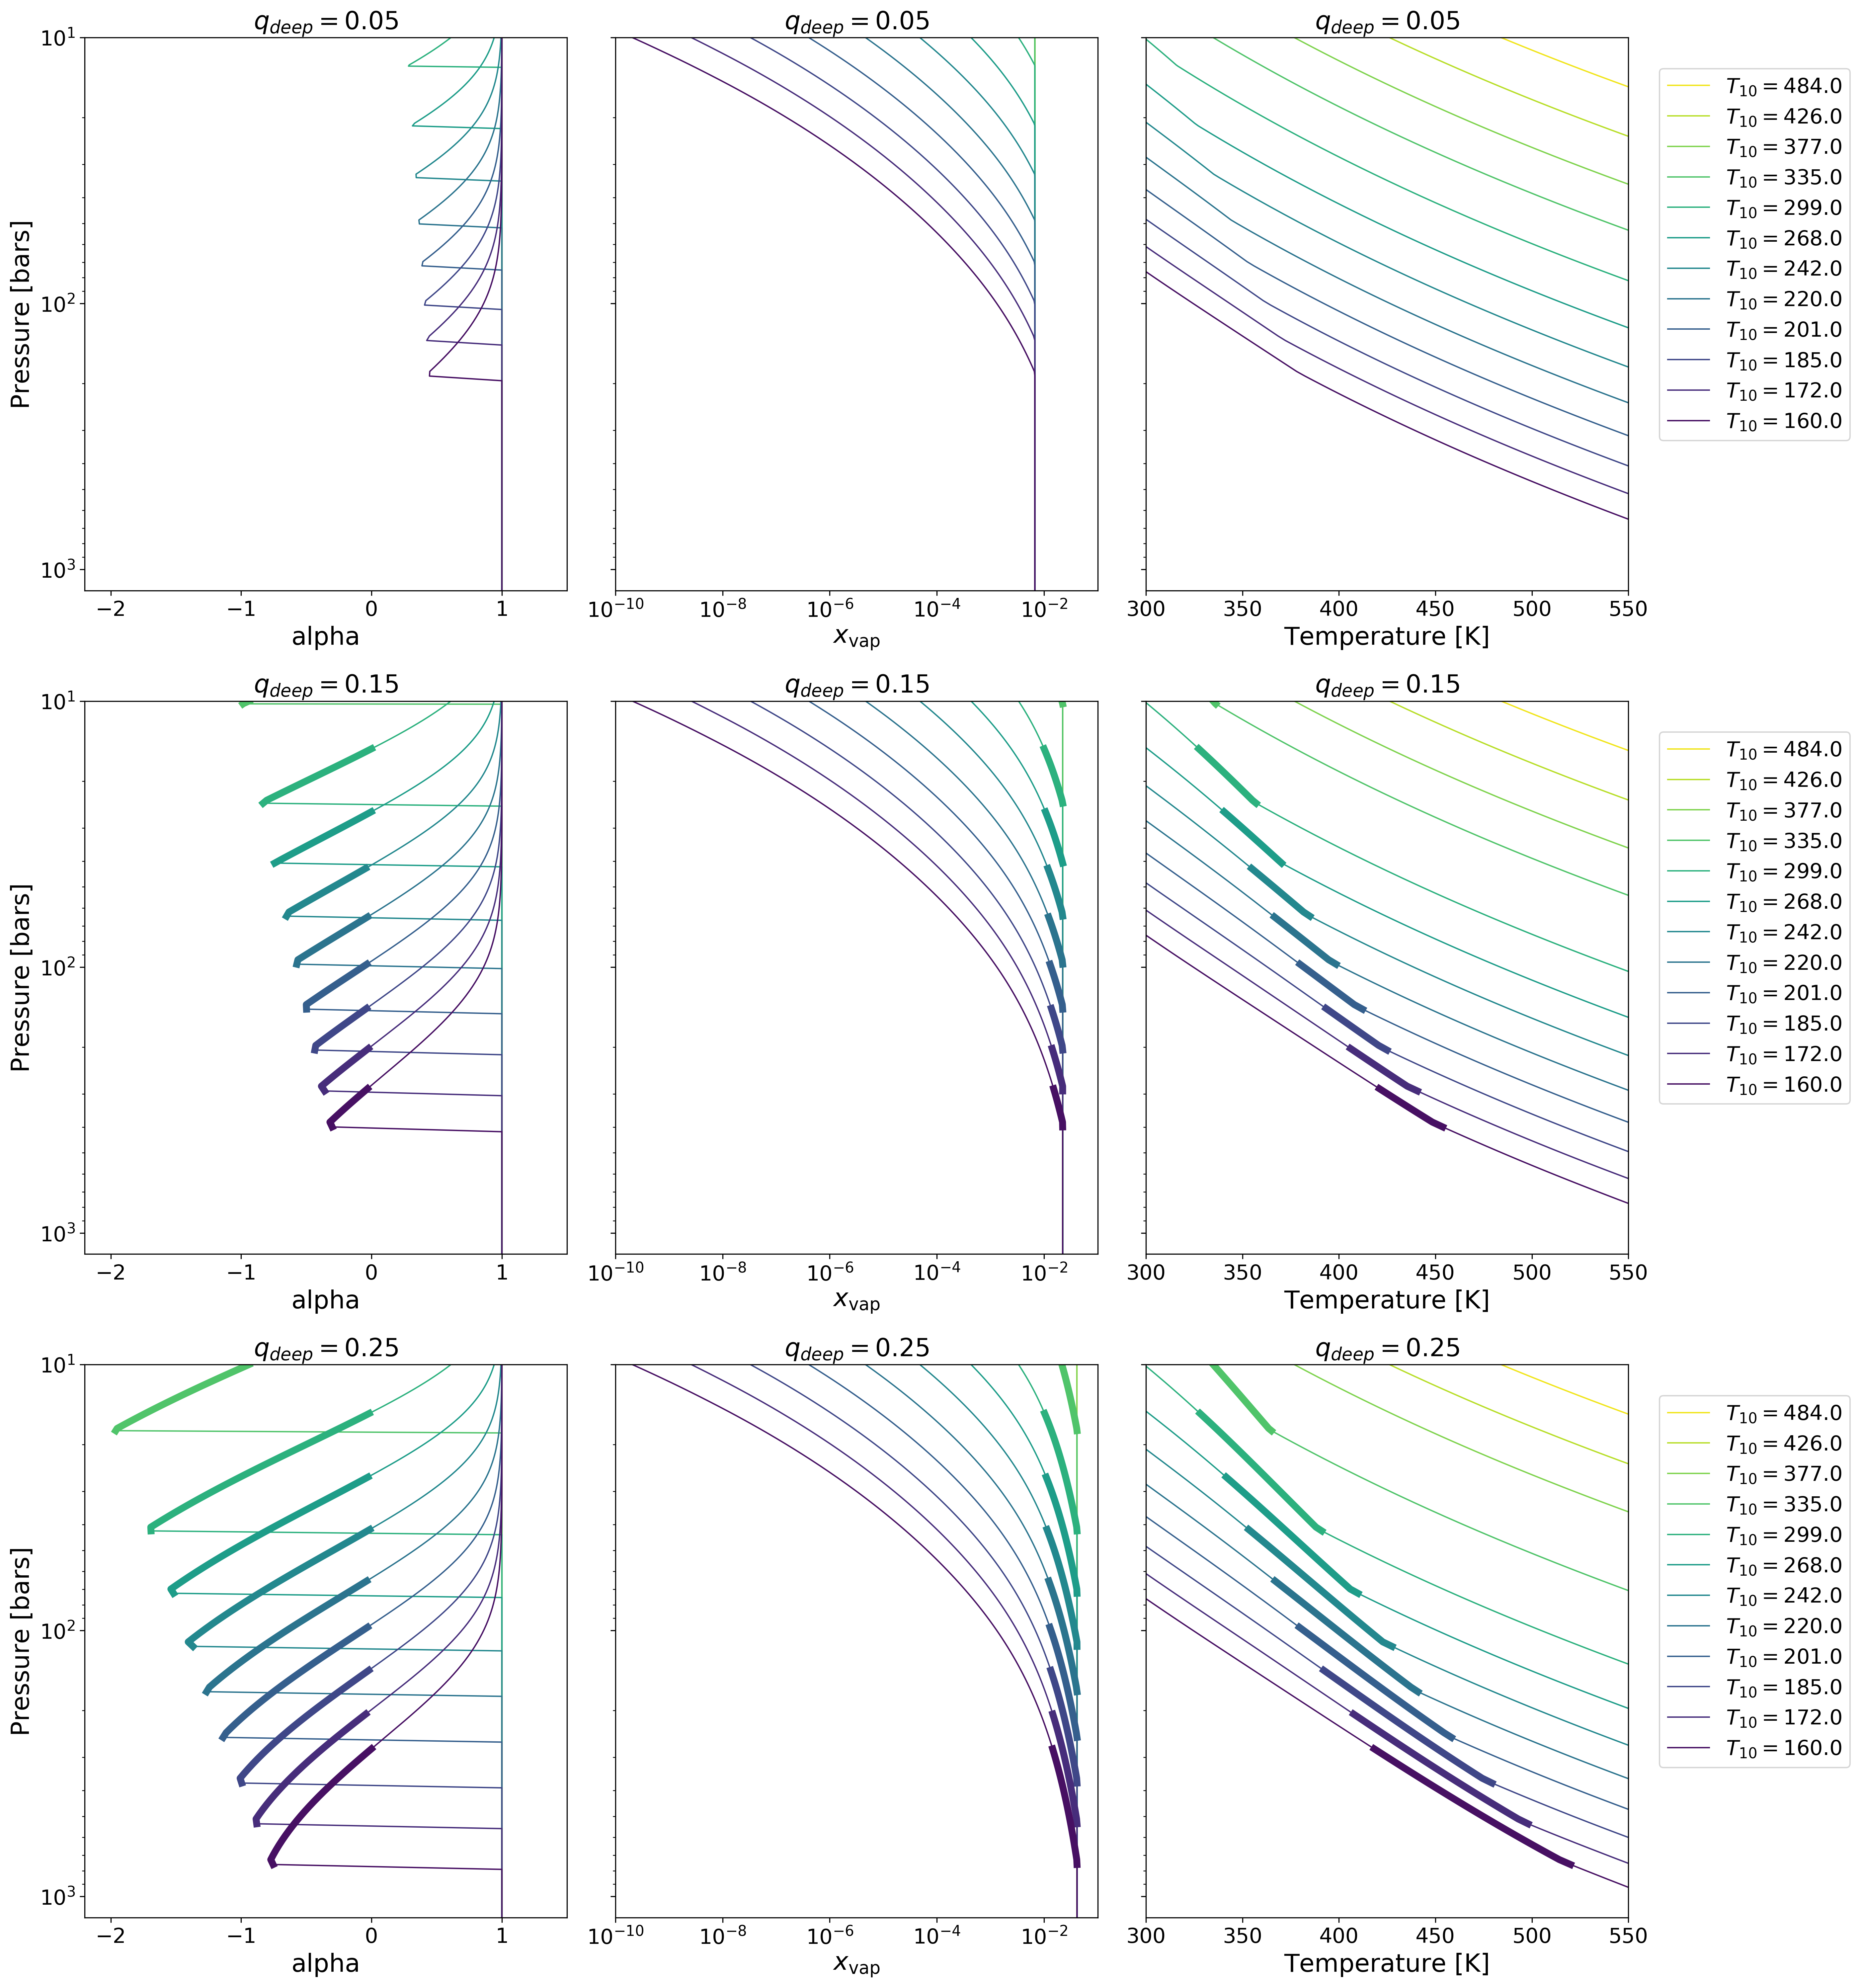 q_deep = 0.05 q_deep = 0.05 q_deep = 0.05
Pressure [bars]
10^1
10^2
10^3
−2 −1 0 1
alpha
10^−10 10^−8 10^−6 10^−4 10^−2
x_vap
300 350 400 450 500 550
Temperature [K]
T_10 = 484.0
T_10 = 426.0
T_10 = 377.0
T_10 = 335.0
T_10 = 299.0
T_10 = 268.0
T_10 = 242.0
T_10 = 220.0
T_10 = 201.0
T_10 = 185.0
T_10 = 172.0
T_10 = 160.0
q_deep = 0.15 q_deep = 0.15 q_deep = 0.15
Pressure [bars]
10^1
10^2
10^3
−2 −1 0 1
alpha
10^−10 10^−8 10^−6 10^−4 10^−2
x_vap
300 350 400 450 500 550
Temperature [K]
T_10 = 484.0
T_10 = 426.0
T_10 = 377.0
T_10 = 335.0
T_10 = 299.0
T_10 = 268.0
T_10 = 242.0
T_10 = 220.0
T_10 = 201.0
T_10 = 185.0
T_10 = 172.0
T_10 = 160.0
q_deep = 0.25 q_deep = 0.25 q_deep = 0.25
Pressure [bars]
10^1
10^2
10^3
−2 −1 0 1
alpha
10^−10 10^−8 10^−6 10^−4 10^−2
x_vap
300 350 400 450 500 550
Temperature [K]
T_10 = 484.0
T_10 = 426.0
T_10 = 377.0
T_10 = 335.0
T_10 = 299.0
T_10 = 268.0
T_10 = 242.0
T_10 = 220.0
T_10 = 201.0
T_10 = 185.0
T_10 = 172.0
T_10 = 160.0